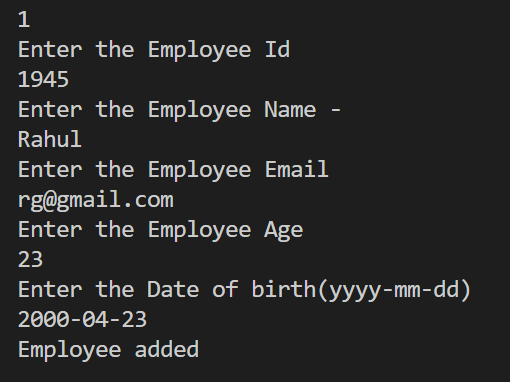 1
Enter the Employee Id
1945
Enter the Employee Name -
Rahul
Enter the Employee Email
rg@gmail.com
Enter the Employee Age
23
Enter the Date of birth(yyyy-mm-dd)
2000-04-23
Employee added